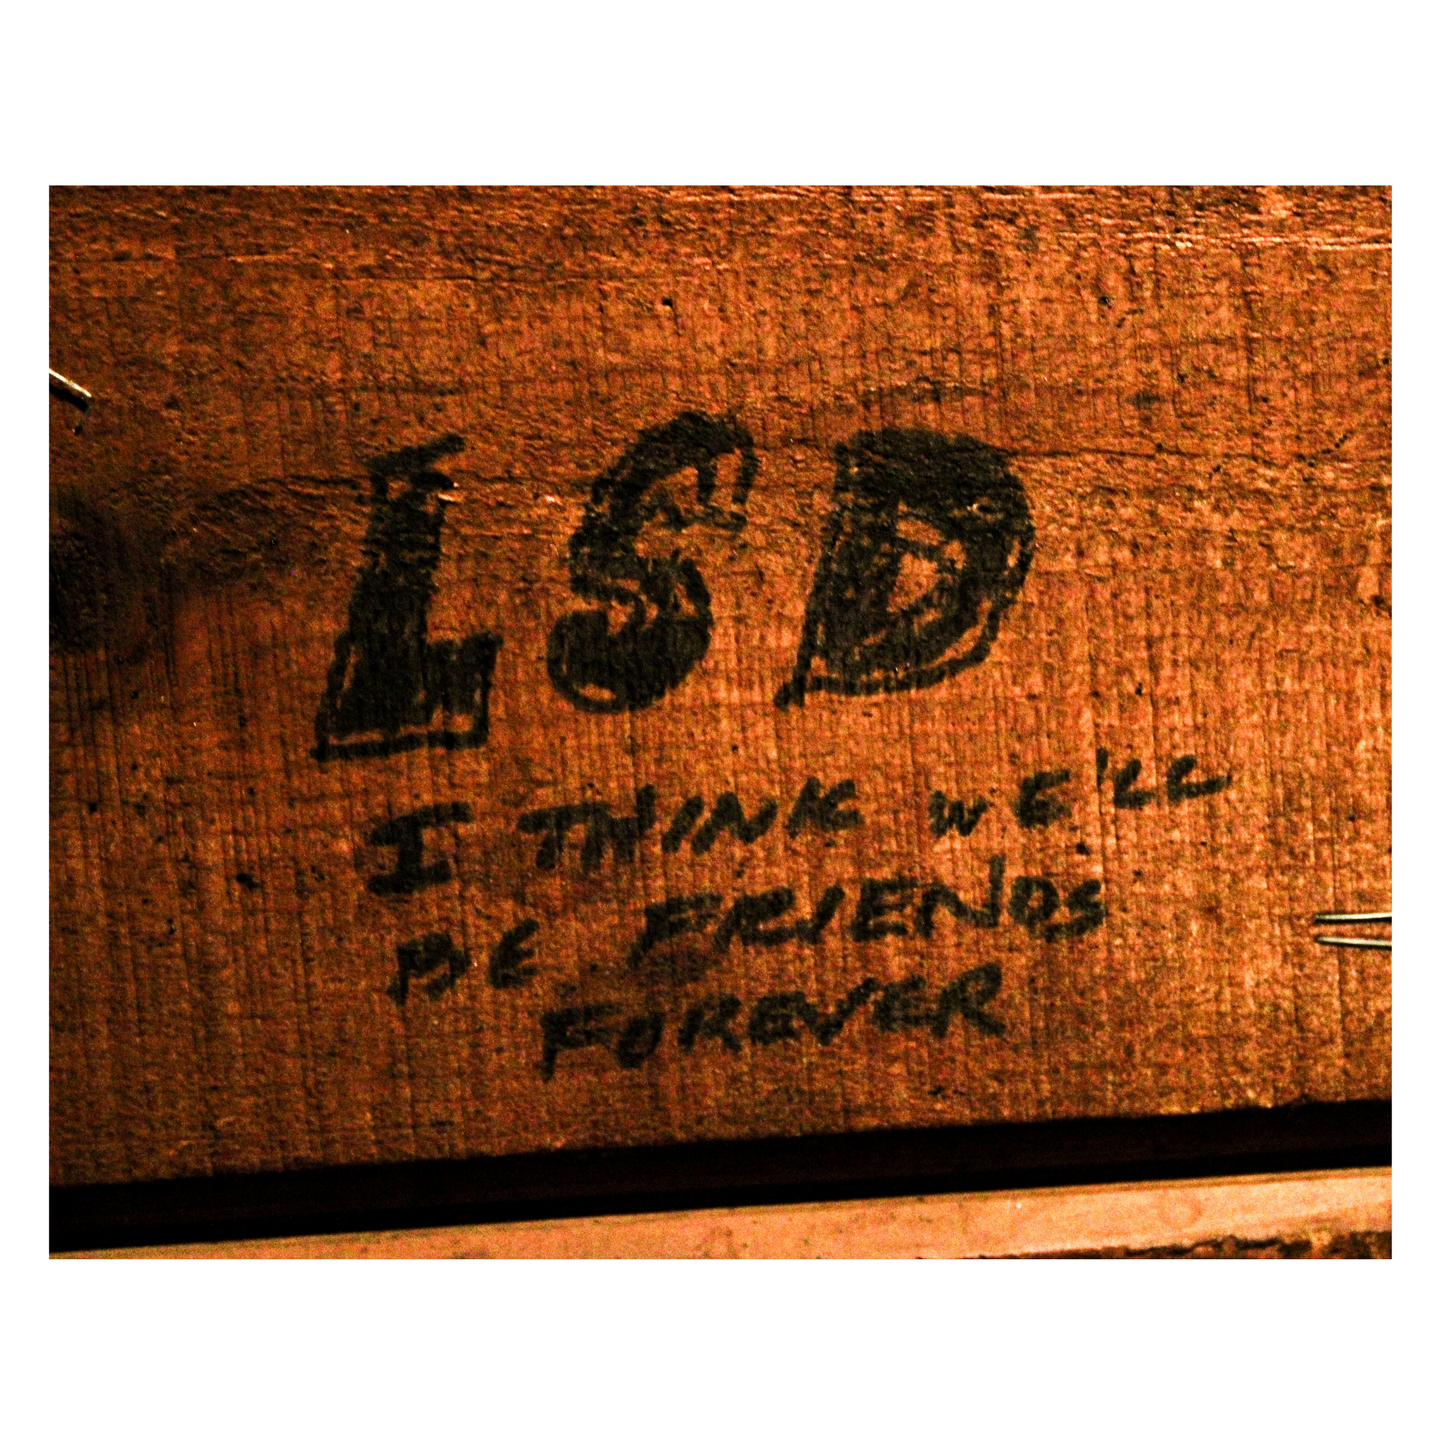 LSD
I THINK WE'LL
BE FRIENDS
FOREVER